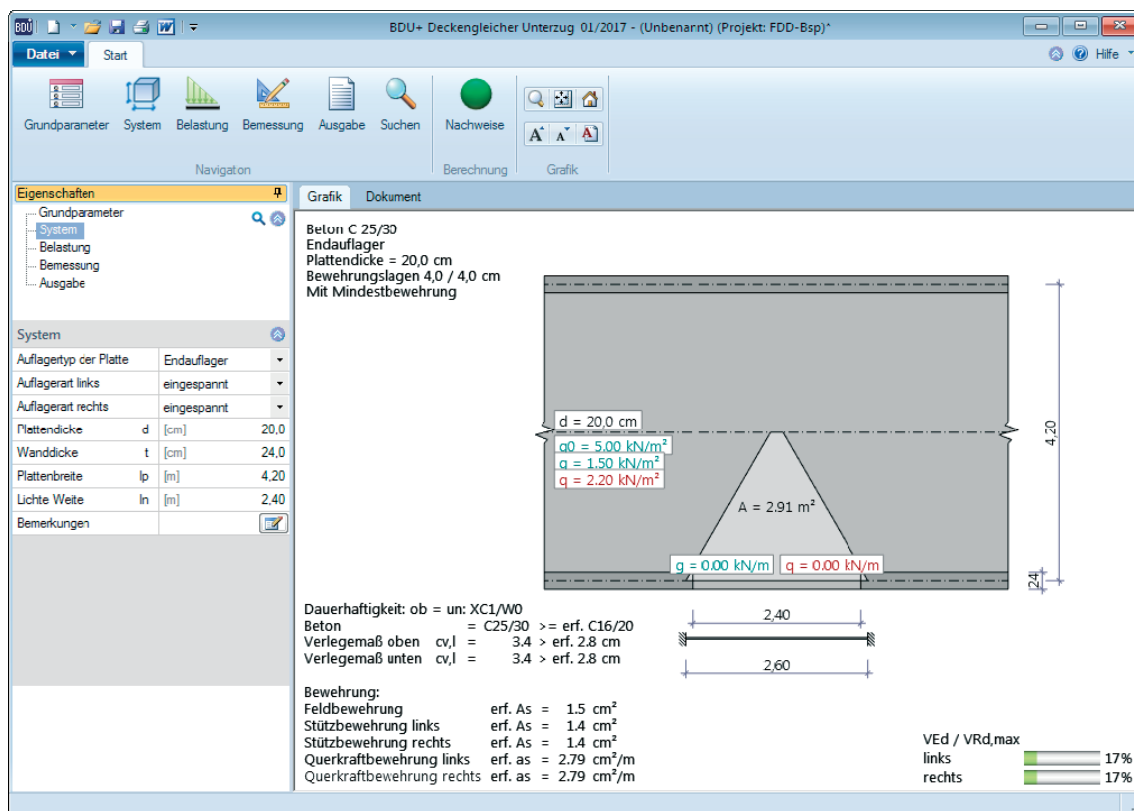 BDU
BDU+ Deckengleicher Unterzug 01/2017 - (Unbenannt) (Projekt: FDD-Bsp)*
Datei
Start
Hilfe
Grundparameter
System
Belastung
Bemessung
Ausgabe
Suchen
Nachweise
Navigaton
Berechnung
Grafik
Eigenschaften
Grundparameter
System
Belastung
Bemessung
Ausgabe
System
Auflagertyp der Platte Endauflager
Auflagerart links eingespannt
Auflagerart rechts eingespannt
Plattendicke d [cm] 20,0
Wanddicke t [cm] 24,0
Plattenbreite lp [m] 4,20
Lichte Weite ln [m] 2,40
Bemerkungen
Grafik
Dokument
Beton C 25/30
Endauflager
Plattendicke = 20,0 cm
Bewehrungslagen 4,0 / 4,0 cm
Mit Mindestbewehrung
d = 20,0 cm
g0 = 5.00 kN/m²
g = 1.50 kN/m²
q = 2.20 kN/m²
4,20
A = 2.91 m²
g = 0.00 kN/m
q = 0.00 kN/m
24
2,40
2,60
Dauerhaftigkeit: ob = un: XC1/W0
Beton = C25/30 >= erf. C16/20
Verlegemaß oben cv,l = 3.4 > erf. 2.8 cm
Verlegemaß unten cv,l = 3.4 > erf. 2.8 cm
Bewehrung:
Feldbewehrung erf. As = 1.5 cm²
Stützbewehrung links erf. As = 1.4 cm²
Stützbewehrung rechts erf. As = 1.4 cm²
Querkraftbewehrung links erf. as = 2.79 cm²/m
Querkraftbewehrung rechts erf. as = 2.79 cm²/m
VEd / VRd,max
links 17%
rechts 17%